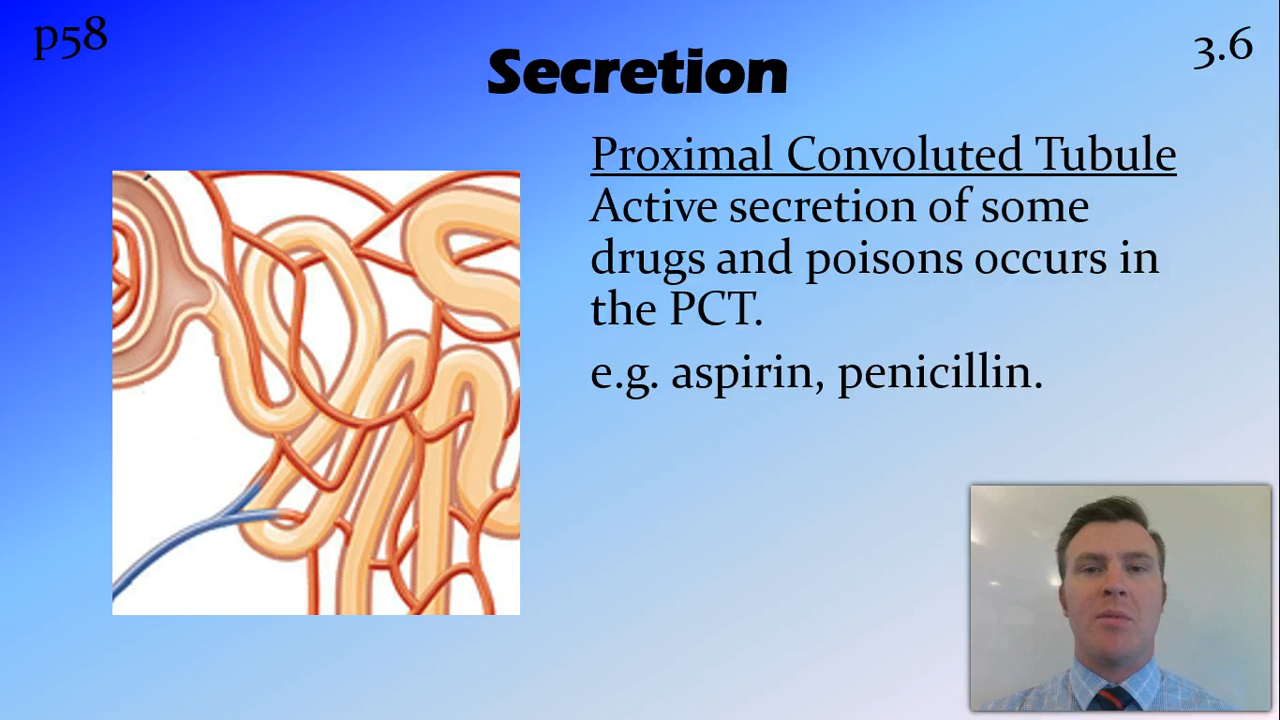 p58
3.6
Secretion
Proximal Convoluted Tubule
Active secretion of some
drugs and poisons occurs in
the PCT.
e.g. aspirin, penicillin.